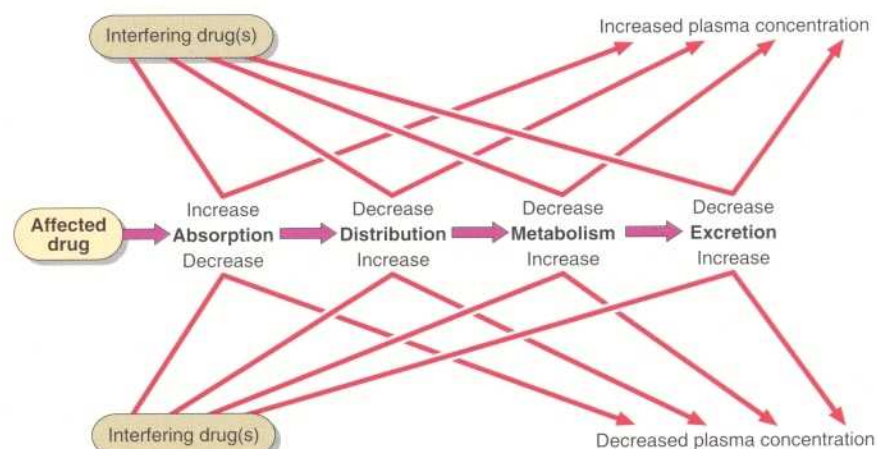 Interfering drug(s)
Increased plasma concentration
Increase
Decrease
Decrease
Decrease
Affected
drug
Absorption
Distribution
Metabolism
Excretion
Decrease
Increase
Increase
Increase
Interfering drug(s)
Decreased plasma concentration